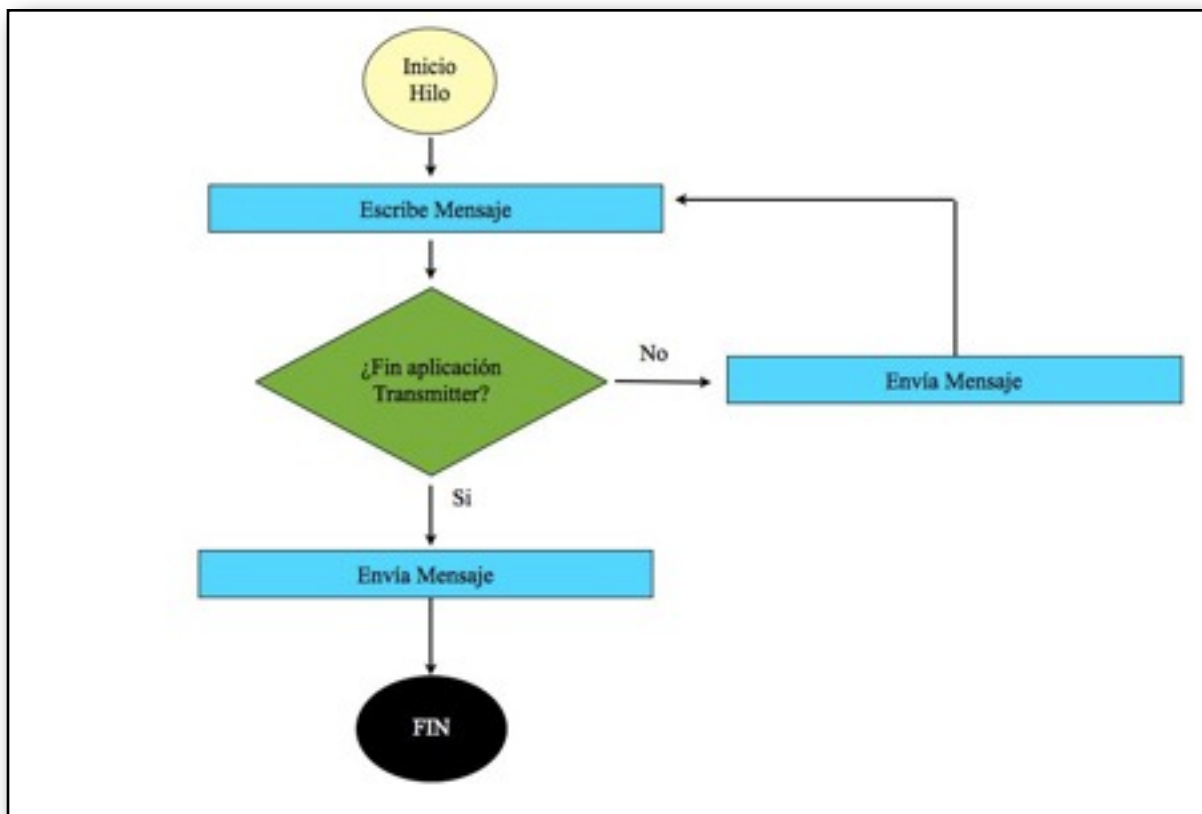 Inicio
Hilo
Escribe Mensaje
¿Fin aplicación
Transmitter?
No
Envía Mensaje
Si
Envía Mensaje
FIN